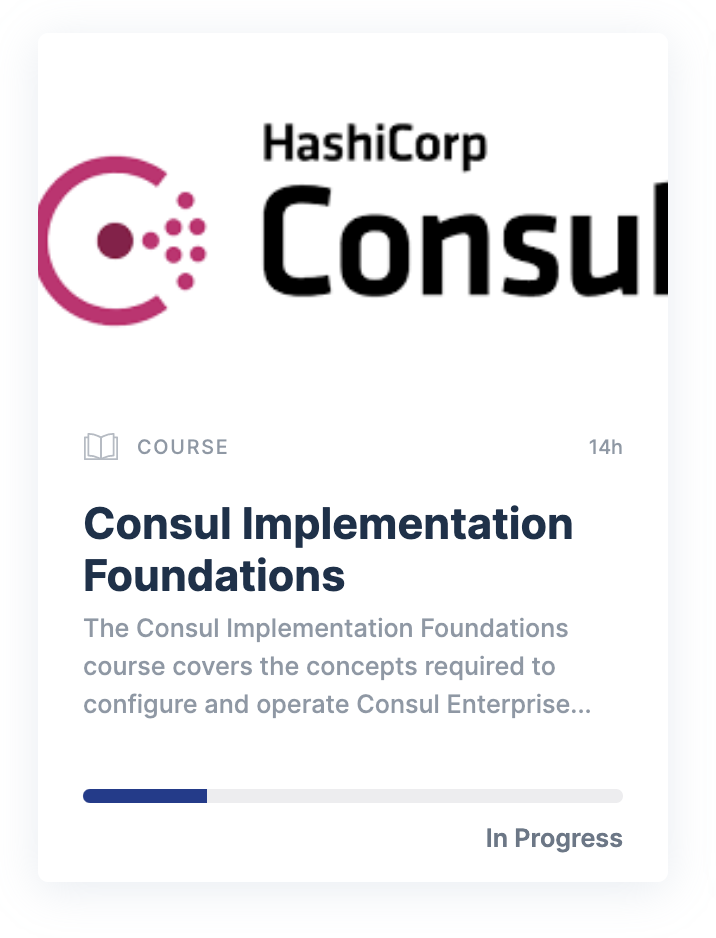 HashiCorp
Consul
COURSE
14h
Consul Implementation
Foundations
The Consul Implementation Foundations
course covers the concepts required to
configure and operate Consul Enterprise...
In Progress